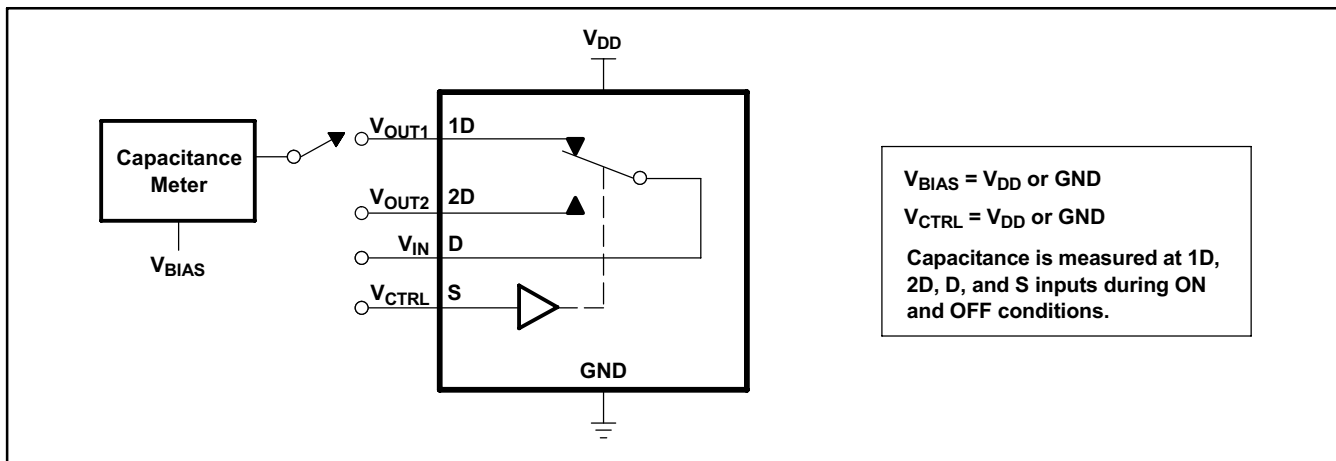 VDD
VOUT1 1D
Capacitance
Meter
VOUT2 2D
VIN D
VBIAS
VCTRL S
GND
VBIAS = VDD or GND
VCTRL = VDD or GND
Capacitance is measured at 1D,
2D, D, and S inputs during ON
and OFF conditions.